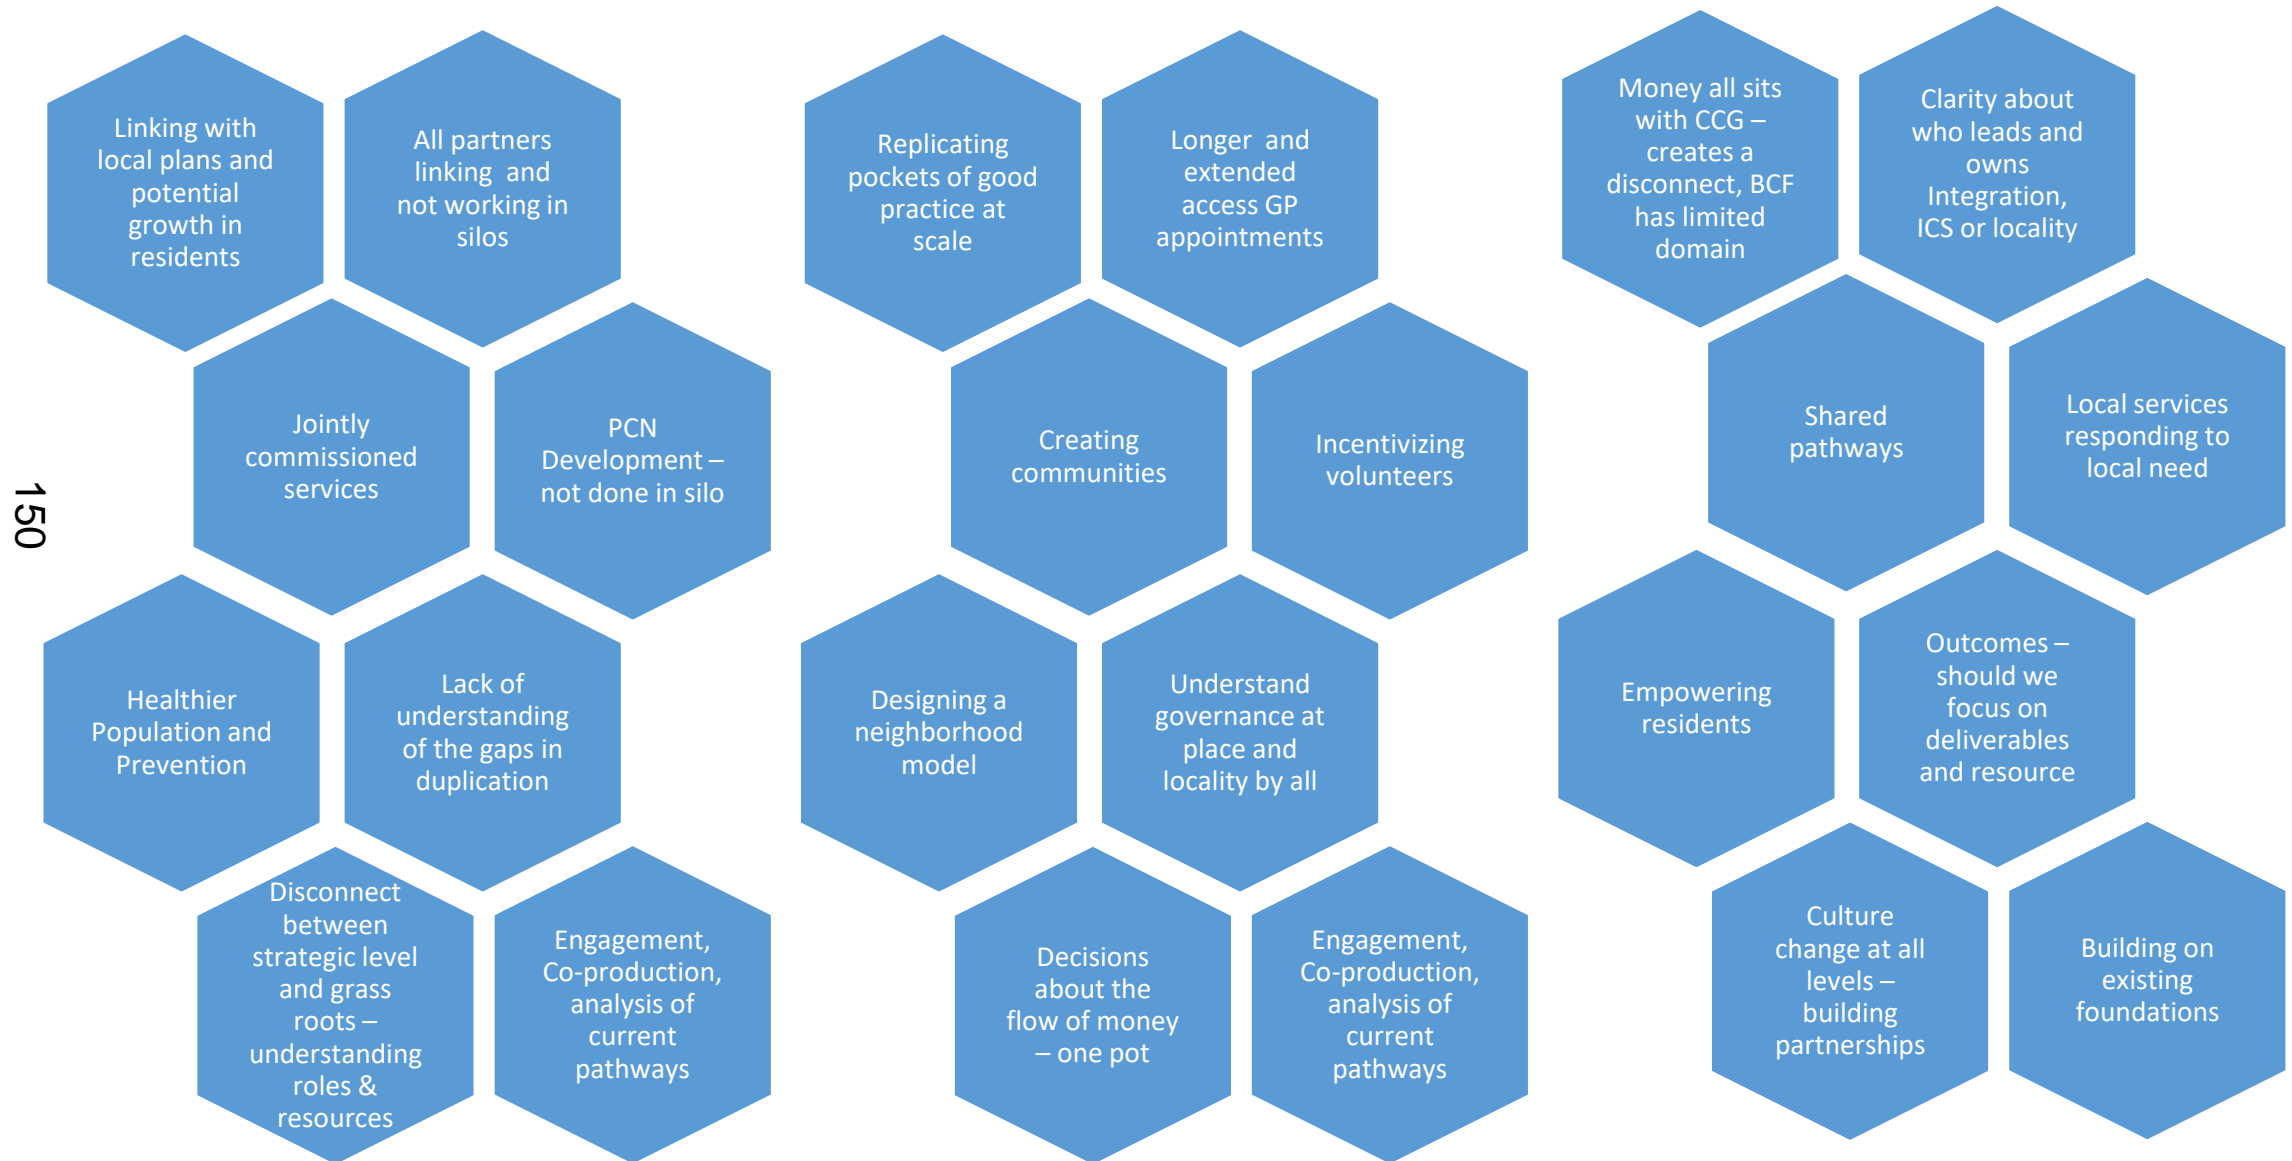 Linking with
local plans and
potential
growth in
residents
All partners
linking and
not working in
silos
Jointly
commissioned
services
PCN
Development –
not done in silo
Healthier
Population and
Prevention
Lack of
understanding
of the gaps in
duplication
Disconnect
between
strategic level
and grass
roots –
understanding
roles &
resources
Engagement,
Co-production,
analysis of
current
pathways
Replicating
pockets of good
practice at
scale
Longer and
extended
access GP
appointments
Creating
communities
Incentivizing
volunteers
Designing a
neighborhood
model
Understand
governance at
place and
locality by all
Decisions
about the
flow of money
– one pot
Engagement,
Co-production,
analysis of
current
pathways
Money all sits
with CCG –
creates a
disconnect, BCF
has limited
domain
Clarity about
who leads and
owns
Integration,
ICS or locality
Shared
pathways
Local services
responding to
local need
Empowering
residents
Outcomes –
should we
focus on
deliverables
and resource
Culture
change at all
levels –
building
partnerships
Building on
existing
foundations
150